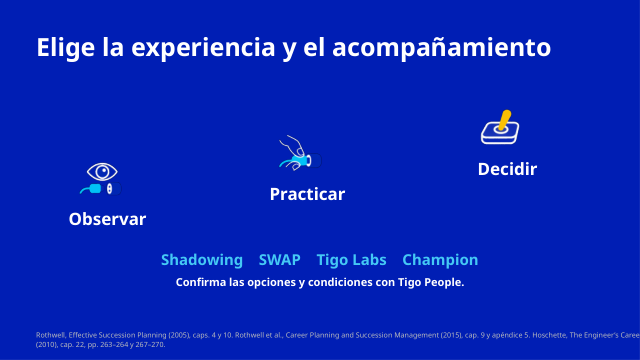 Elige la experiencia y el acompañamiento
Decidir
Practicar
Observar
Shadowing SWAP Tigo Labs Champion
Confirma las opciones y condiciones con Tigo People.
Rothwell, Effective Succession Planning (2005), caps. 4 y 10. Rothwell et al., Career Planning and Succession Management (2015), cap. 9 y apéndice 5. Hoschette, The Engineer's Caree
(2010), cap. 22, pp. 263–264 y 267–270.